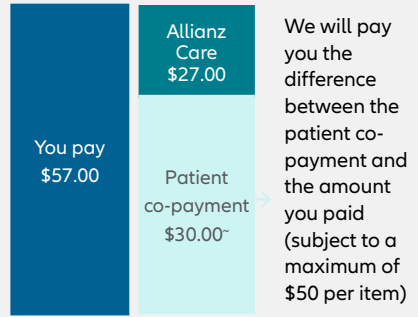 You pay
$57.00
Allianz
Care
$27.00
Patient
co-payment
$30.00~
We will pay
you the
difference
between the
patient co-
payment and
the amount
you paid
(subject to a
maximum of
$50 per item)